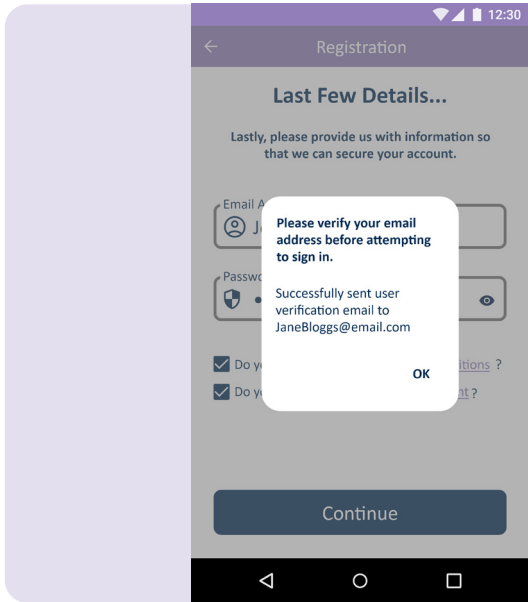 12:30
Registration
Last Few Details...
Lastly, please provide us with information so
that we can secure your account.
Email A
J
Please verify your email
address before attempting
to sign in.
Successfully sent user
verification email to
JaneBloggs@email.com
OK
Passwo
Do yo
itions ?
Do yo
nt ?
Continue